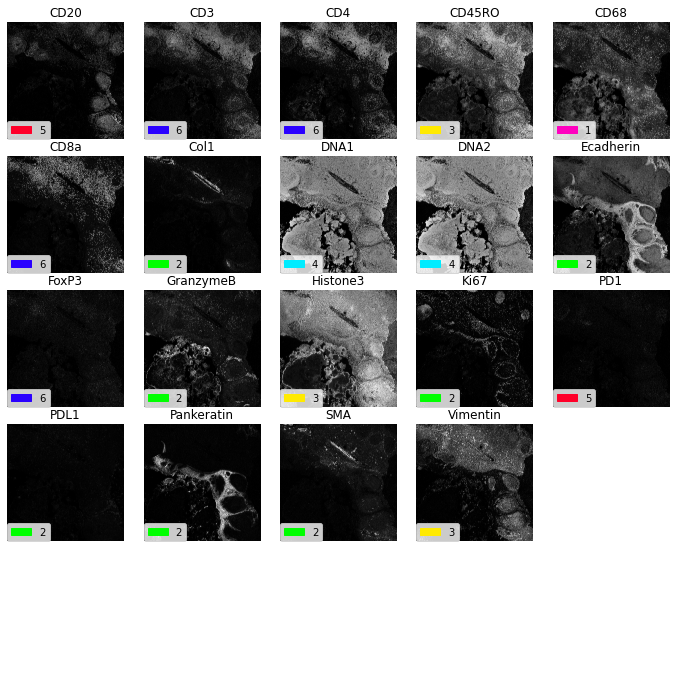 CD20 CD3 CD4 CD45RO CD68
5 6 6 3 1
CD8a Col1 DNA1 DNA2 Ecadherin
6 2 4 4 2
FoxP3 GranzymeB Histone3 Ki67 PD1
6 2 3 2 5
PDL1 Pankeratin SMA Vimentin
2 2 2 3